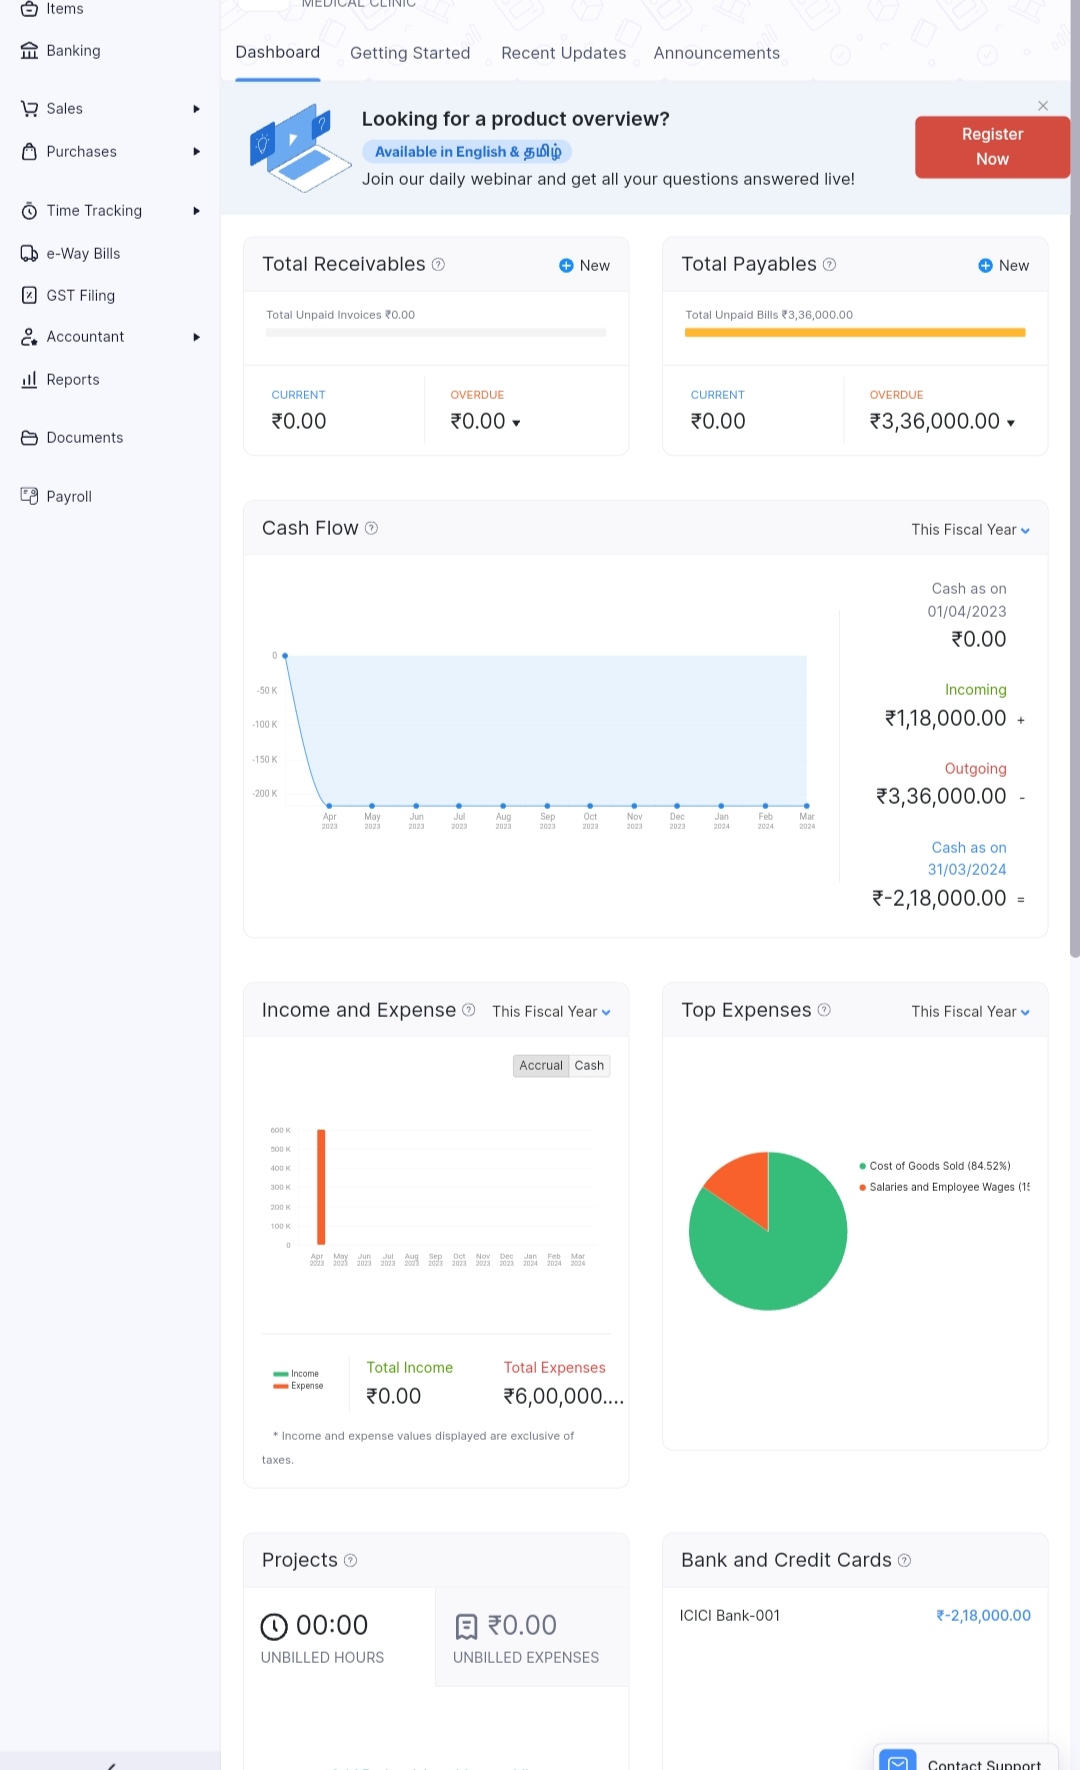 Items
MEDICAL CLINIC
Banking
Dashboard
Getting Started
Recent Updates
Announcements
Sales
Purchases
Time Tracking
e-Way Bills
GST Filing
Accountant
Reports
Documents
Payroll
Looking for a product overview?
Available in English & தமிழ்
Join our daily webinar and get all your questions answered live!
Register
Now
Total Receivables
New
Total Unpaid Invoices ₹0.00
CURRENT
₹0.00
OVERDUE
₹0.00
Total Payables
New
Total Unpaid Bills ₹3,36,000.00
CURRENT
₹0.00
OVERDUE
₹3,36,000.00
Cash Flow
This Fiscal Year
0
-50 K
-100 K
-150 K
-200 K
Apr May Jun Jul Aug Sep Oct Nov Dec Jan Feb Mar
2023 2023 2023 2023 2023 2023 2023 2023 2023 2024 2024 2024
Cash as on
01/04/2023
₹0.00
Incoming
₹1,18,000.00 +
Outgoing
₹3,36,000.00 -
Cash as on
31/03/2024
₹-2,18,000.00 =
Income and Expense
This Fiscal Year
Accrual Cash
600 K
500 K
400 K
300 K
200 K
100 K
0
Apr May Jun Jul Aug Sep Oct Nov Dec Jan Feb Mar
2023 2023 2023 2023 2023 2023 2023 2023 2023 2024 2024 2024
Income
Expense
Total Income
₹0.00
Total Expenses
₹6,00,000....
* Income and expense values displayed are exclusive of
taxes.
Top Expenses
This Fiscal Year
Cost of Goods Sold (84.52%)
Salaries and Employee Wages (15
Projects
00:00
UNBILLED HOURS
₹0.00
UNBILLED EXPENSES
Bank and Credit Cards
ICICI Bank-001
₹-2,18,000.00
Contact Support